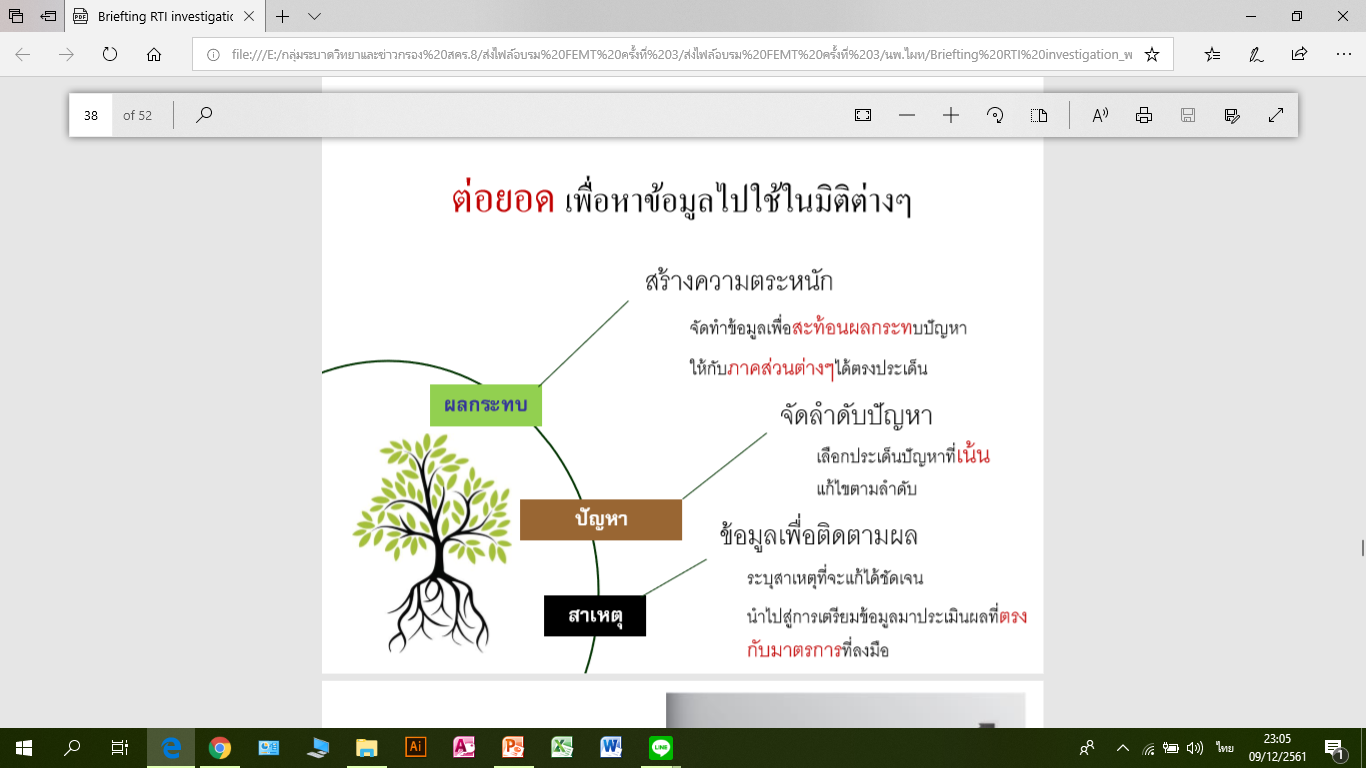 Briefing RTI investigatio
file:///E:/กลุ่มระบาดวิทยาและข่าวกรอง%20สคร.8/ส่งไฟล์อบรม%20FEMT%20ครั้งที่%203/ส่งไฟล์อบรม%20FEMT%20ครั้งที่%203/นพ.ไผท/Briefting%20RTI%20investigation_พ
38 of 52
ต่อยอด เพื่อหาข้อมูลไปใช้ในมิติต่างๆ
สร้างความตระหนัก
จัดทำข้อมูลเพื่อสะท้อนผลกระทบปัญหา
ให้กับภาคส่วนต่างๆได้ตรงประเด็น
ผลกระทบ
จัดลำดับปัญหา
เลือกประเด็นปัญหาที่เน้น
แก้ไขตามลำดับ
ปัญหา
ข้อมูลเพื่อติดตามผล
ระบุสาเหตุที่จะแก้ได้ชัดเจน
สาเหตุ
นำไปสู่การเตรียมข้อมูลมาประเมินผลที่ตรง
กับมาตรการที่ลงมือ
ไทย
23:05
09/12/2561
1